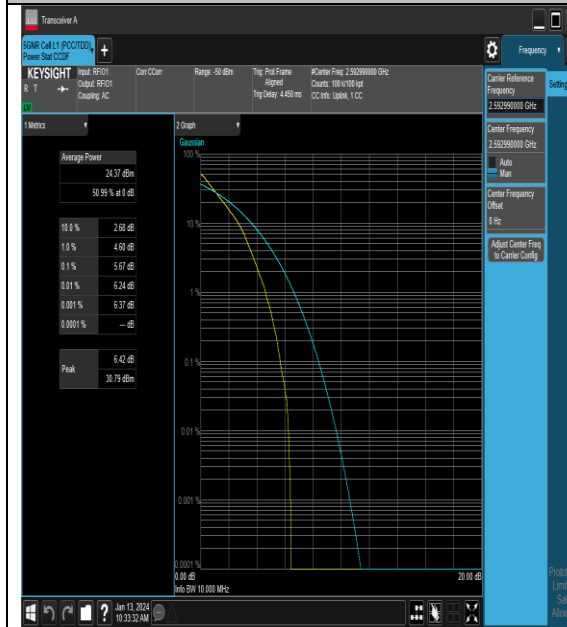 Transceiver A
5GNR Cell L1 (PCC/TDD),
Power Stat CCDF
+
Frequency
KEYSIGHT
R T
Input: RFIO1
Output: RFIO1
Coupling: AC
Corr CCorr
Range: -50 dBm
Trig: Prot Frame
Aligned
Trig Delay: 4.450 ms
#Center Freq: 2.592990000 GHz
Counts: 100 k/100 kpt
CC Info: Uplink, 1 CC
Carrier Reference
Frequency
2.592990000 GHz
Setting
Center Frequency
2.592990000 GHz
Auto
Man
Center Frequency
Offset
0 Hz
Adjust Center Freq
to Carrier Config
1 Metrics
Average Power
24.37 dBm
50.99 % at 0 dB
10.0 % 2.68 dB
1.0 % 4.60 dB
0.1 % 5.67 dB
0.01 % 6.24 dB
0.001 % 6.37 dB
0.0001 % --- dB
Peak
6.42 dB
30.79 dBm
2 Graph
Gaussian
100 %
10 %
1 %
0.1 %
0.01 %
0.001 %
0.0001 %
0.00 dB
20.00 dB
Info BW 10.000 MHz
Jan 13, 2024
10:33:32 AM
?